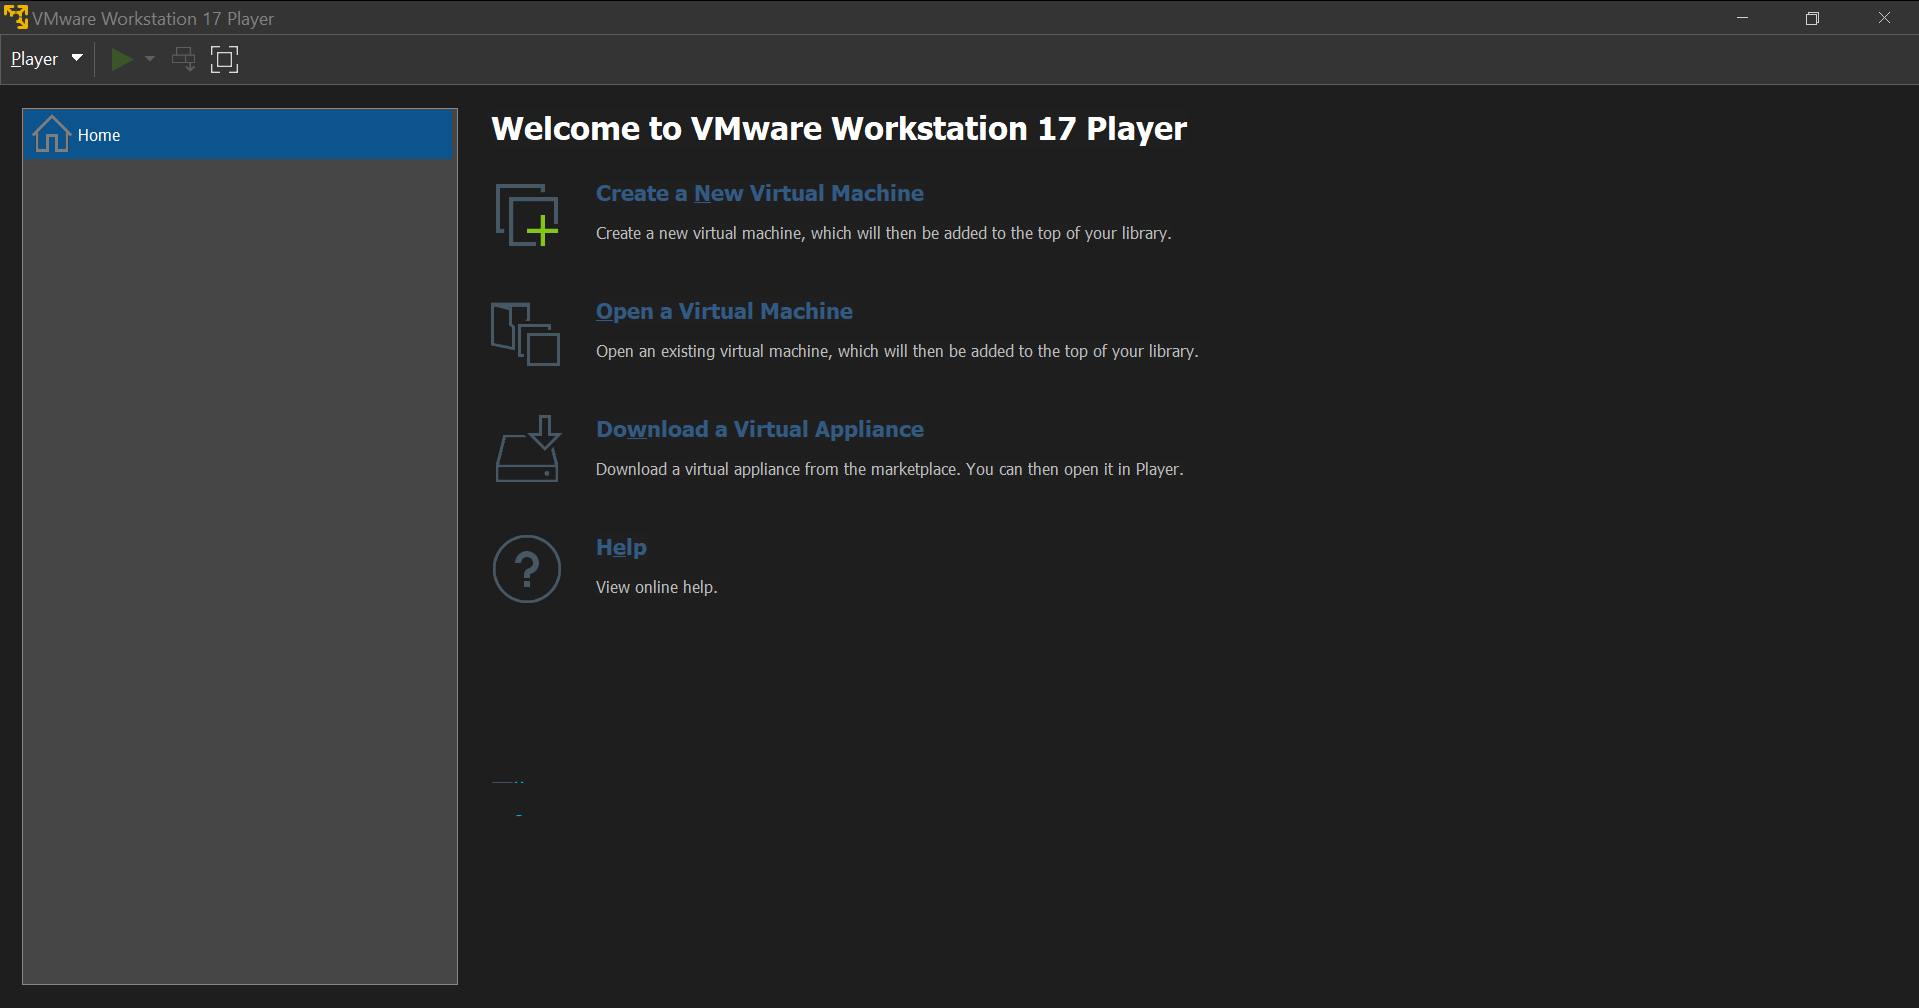 VMware Workstation 17 Player
Player
Home
Welcome to VMware Workstation 17 Player
Create a New Virtual Machine
Create a new virtual machine, which will then be added to the top of your library.
Open a Virtual Machine
Open an existing virtual machine, which will then be added to the top of your library.
Download a Virtual Appliance
Download a virtual appliance from the marketplace. You can then open it in Player.
Help
View online help.